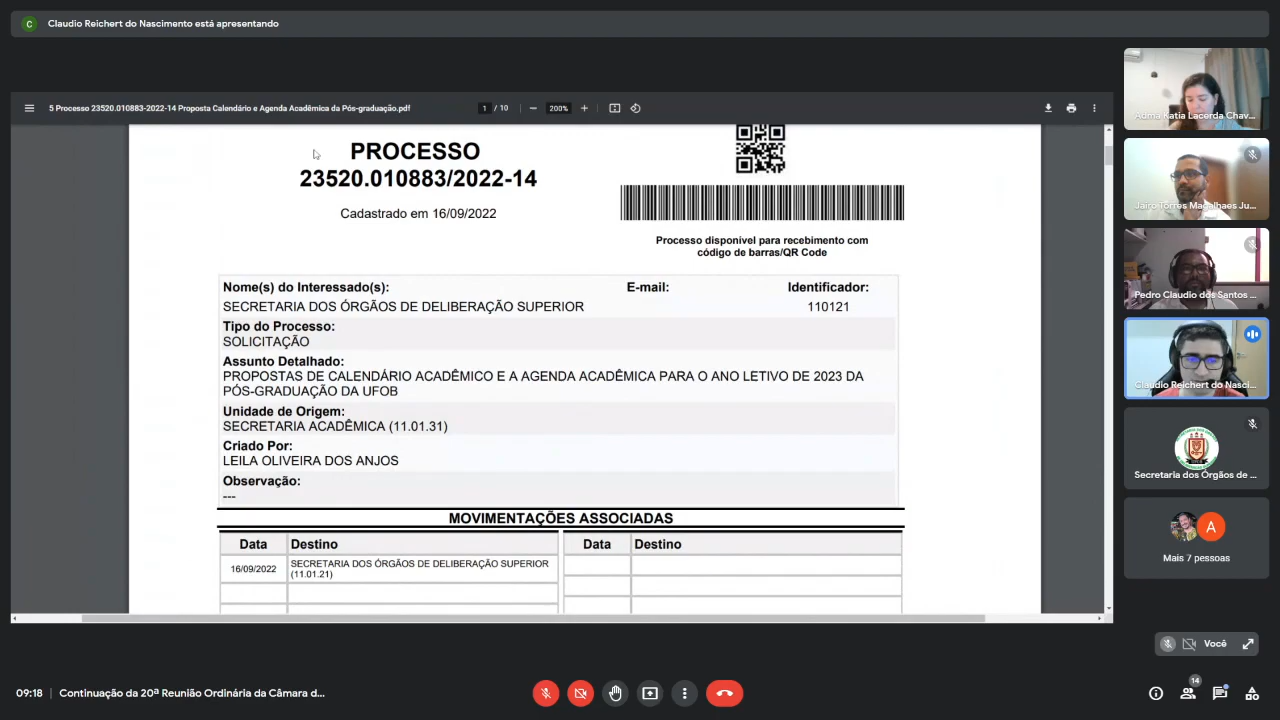 C Claudio Reichert do Nascimento está apresentando
5 Processo 23520.010883-2022-14 Proposta Calendário e Agenda Acadêmica da Pós-graduação.pdf
1 / 10
200%
PROCESSO
23520.010883/2022-14
Cadastrado em 16/09/2022
Processo disponível para recebimento com
código de barras/QR Code
Nome(s) do Interessado(s): E-mail: Identificador:
SECRETARIA DOS ÓRGÃOS DE DELIBERAÇÃO SUPERIOR 110121
Tipo do Processo:
SOLICITAÇÃO
Assunto Detalhado:
PROPOSTAS DE CALENDÁRIO ACADÊMICO E A AGENDA ACADÊMICA PARA O ANO LETIVO DE 2023 DA
PÓS-GRADUAÇÃO DA UFOB
Unidade de Origem:
SECRETARIA ACADÊMICA (11.01.31)
Criado Por:
LEILA OLIVEIRA DOS ANJOS
Observação:
---
MOVIMENTAÇÕES ASSOCIADAS
Data Destino Data Destino
16/09/2022 SECRETARIA DOS ÓRGÃOS DE DELIBERAÇÃO SUPERIOR
(11.01.21)
Adma Katia Lacerda Chav...
Jairo Torres Magalhaes Ju...
Pedro Claudio dos Santos ...
Claudio Reichert do Nasci...
Secretaria dos Órgãos de ...
A
Mais 7 pessoas
Você
09:18 | Continuação da 20ª Reunião Ordinária da Câmara d...
14